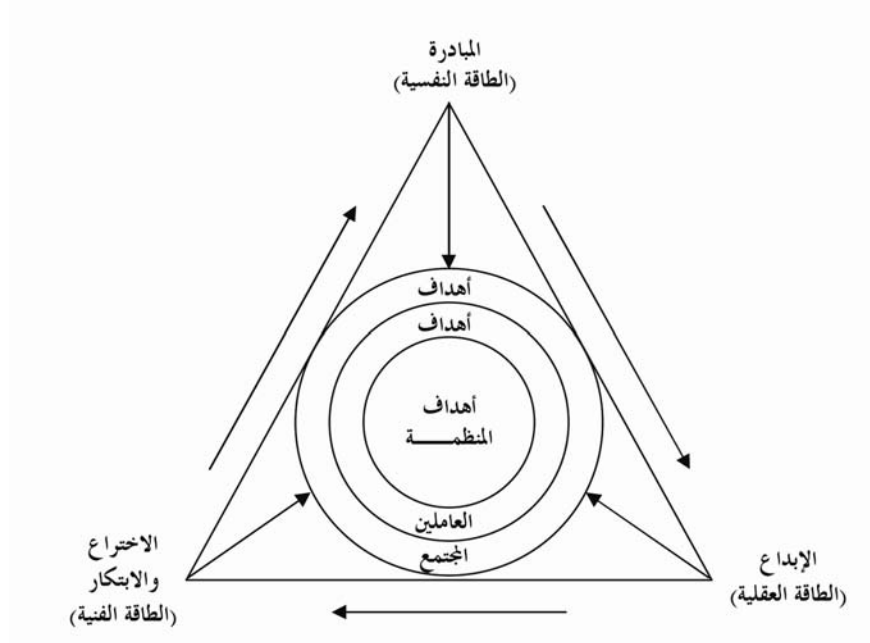 المبادرة
(الطاقة النفسية)
أهداف
أهداف
أهداف
المنظمـــــة
العاملين
المجتمع
الاختراع
والابتكار
(الطاقة الفنية)
الإبداع
(الطاقة العقلية)